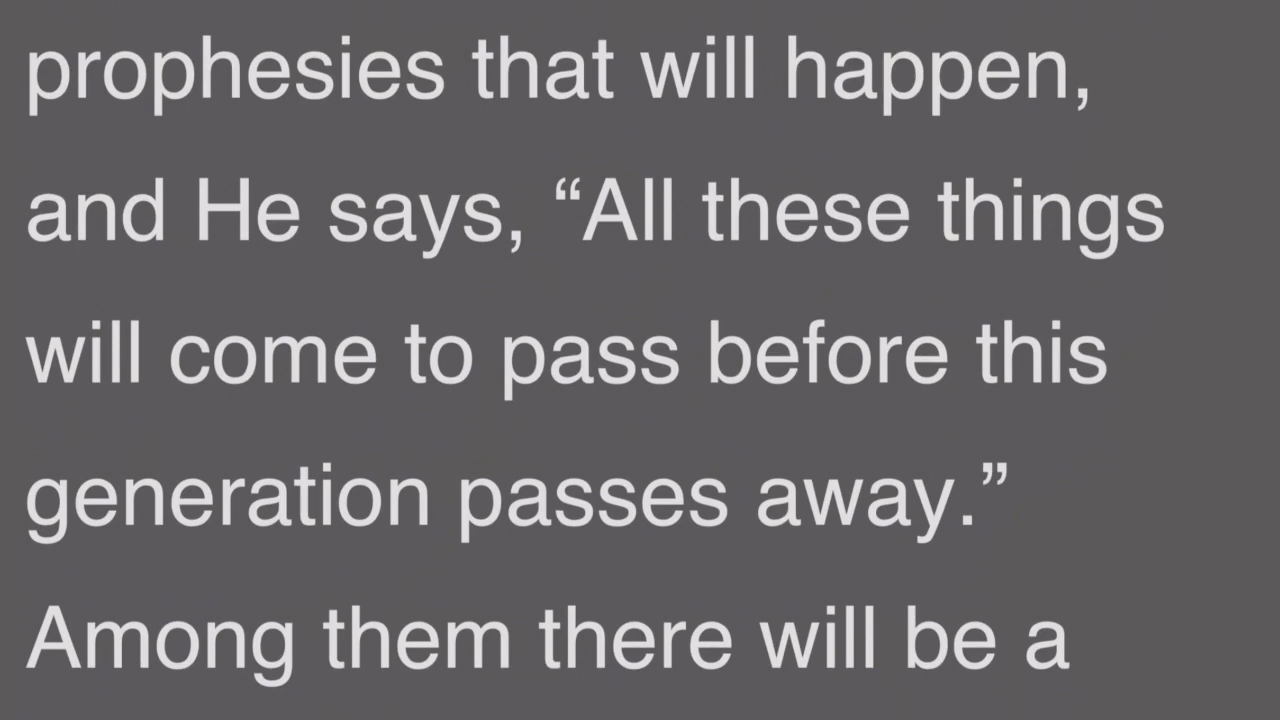 prophesies that will happen,
and He says, “All these things
will come to pass before this
generation passes away.”
Among them there will be a